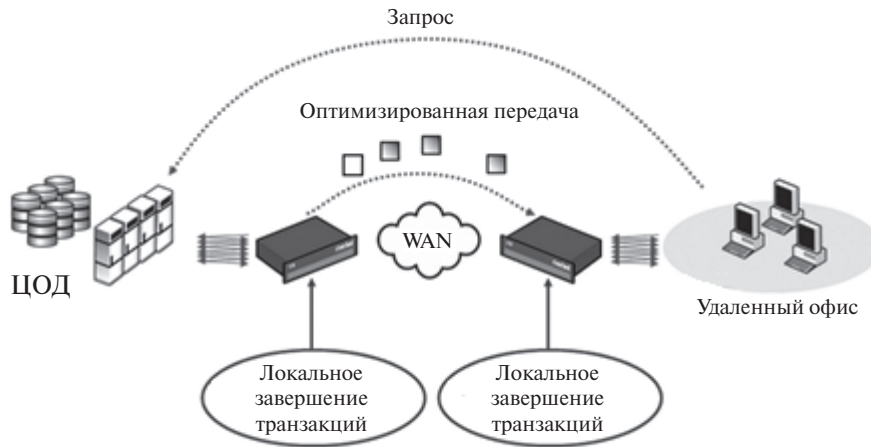 Запрос
Оптимизированная передача
WAN
ЦОД
Удаленный офис
Локальное
завершение
транзакций
Локальное
завершение
транзакций